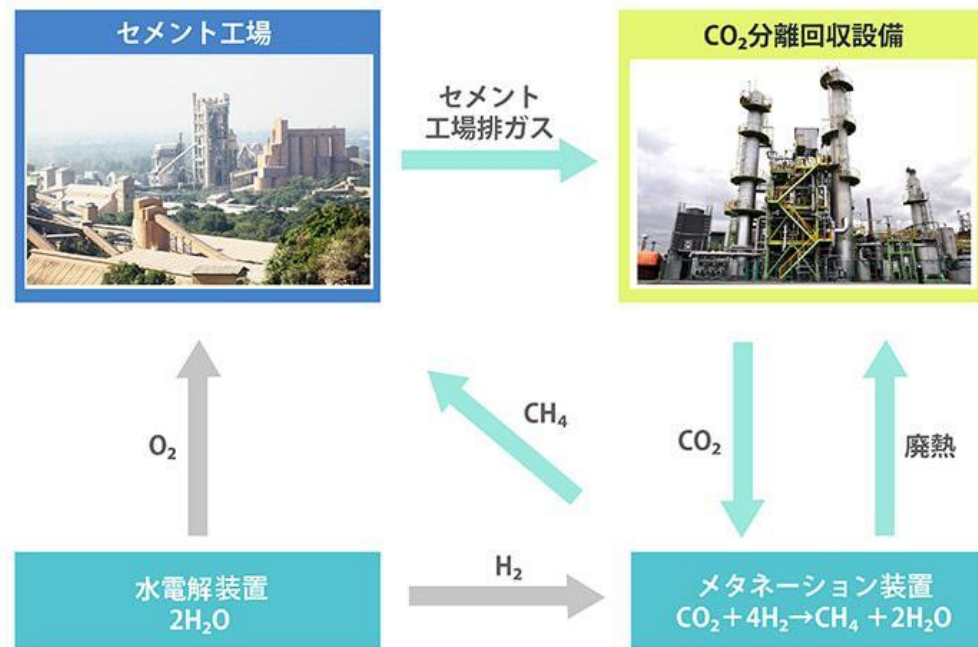 セメント工場
CO₂分離回収設備
セメント
工場排ガス
O₂
CH₄
CO₂
廃熱
水電解装置
2H₂O
H₂
メタネーション装置
CO₂+4H₂→CH₄+2H₂O